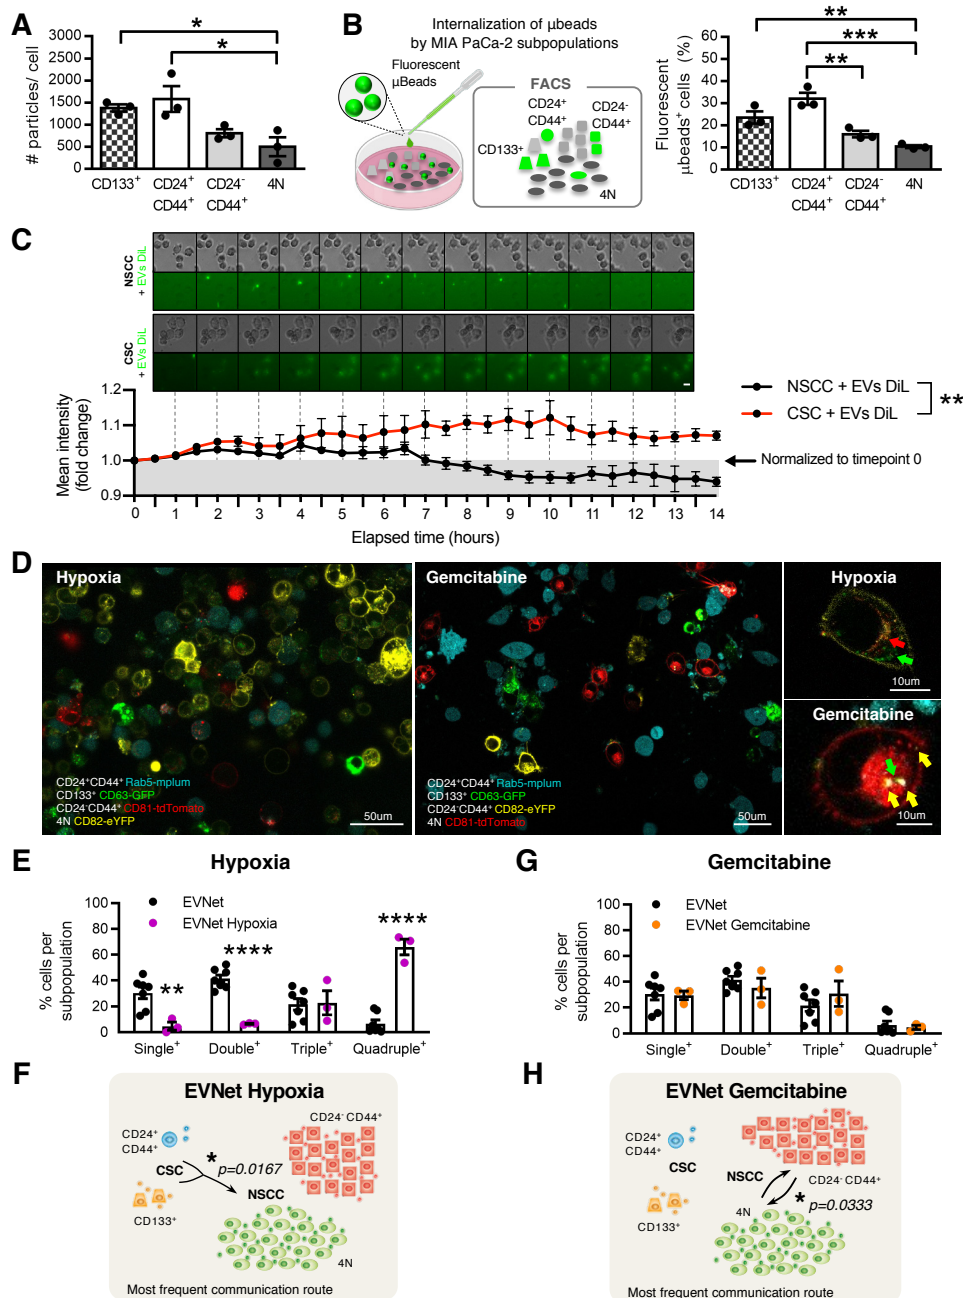 A
# particles/ cell
3000
2500
2000
1500
1000
500
0
*
*
CD133+
CD24+
CD44+
CD24-
CD44+
4N
B
Internalization of µbeads
by MIA PaCa-2 subpopulations
Fluorescent
µBeads
FACS
CD24+
CD44+
CD24-
CD44+
CD133+
4N
Fluorescent
µbeads+ cells (%)
60
50
40
30
20
10
0
**
***
**
CD133+
CD24+
CD44+
CD24-
CD44+
4N
C
NSCC
+ EVs DiL
CSC
+ EVs DiL
Mean intensity
(fold change)
1.2
1.1
1.0
0.9
0 1 2 3 4 5 6 7 8 9 10 11 12 13 14
Elapsed time (hours)
NSCC + EVs DiL
CSC + EVs DiL
**
Normalized to timepoint 0
D
Hypoxia
CD24+CD44+ Rab5-mplum
CD133+ CD63-GFP
CD24-CD44+ CD81-tdTomato
4N CD82-eYFP
50um
Gemcitabine
CD24+CD44+ Rab5-mplum
CD133+ CD63-GFP
CD24-CD44+ CD82-eYFP
4N CD81-tdTomato
50um
Hypoxia
10um
Gemcitabine
10um
E
Hypoxia
% cells per
subpopulation
100
80
60
40
20
0
EVNet
EVNet Hypoxia
**
****
****
Single+ Double+ Triple+ Quadruple+
G
Gemcitabine
% cells per
subpopulation
100
80
60
40
20
0
EVNet
EVNet Gemcitabine
Single+ Double+ Triple+ Quadruple+
F
EVNet Hypoxia
CD24+
CD44+
CSC
CD133+
CD24- CD44+
* p=0.0167
NSCC
4N
Most frequent communication route
H
EVNet Gemcitabine
CD24+
CD44+
CSC
CD133+
NSCC
CD24- CD44+
4N
* p=0.0333
Most frequent communication route